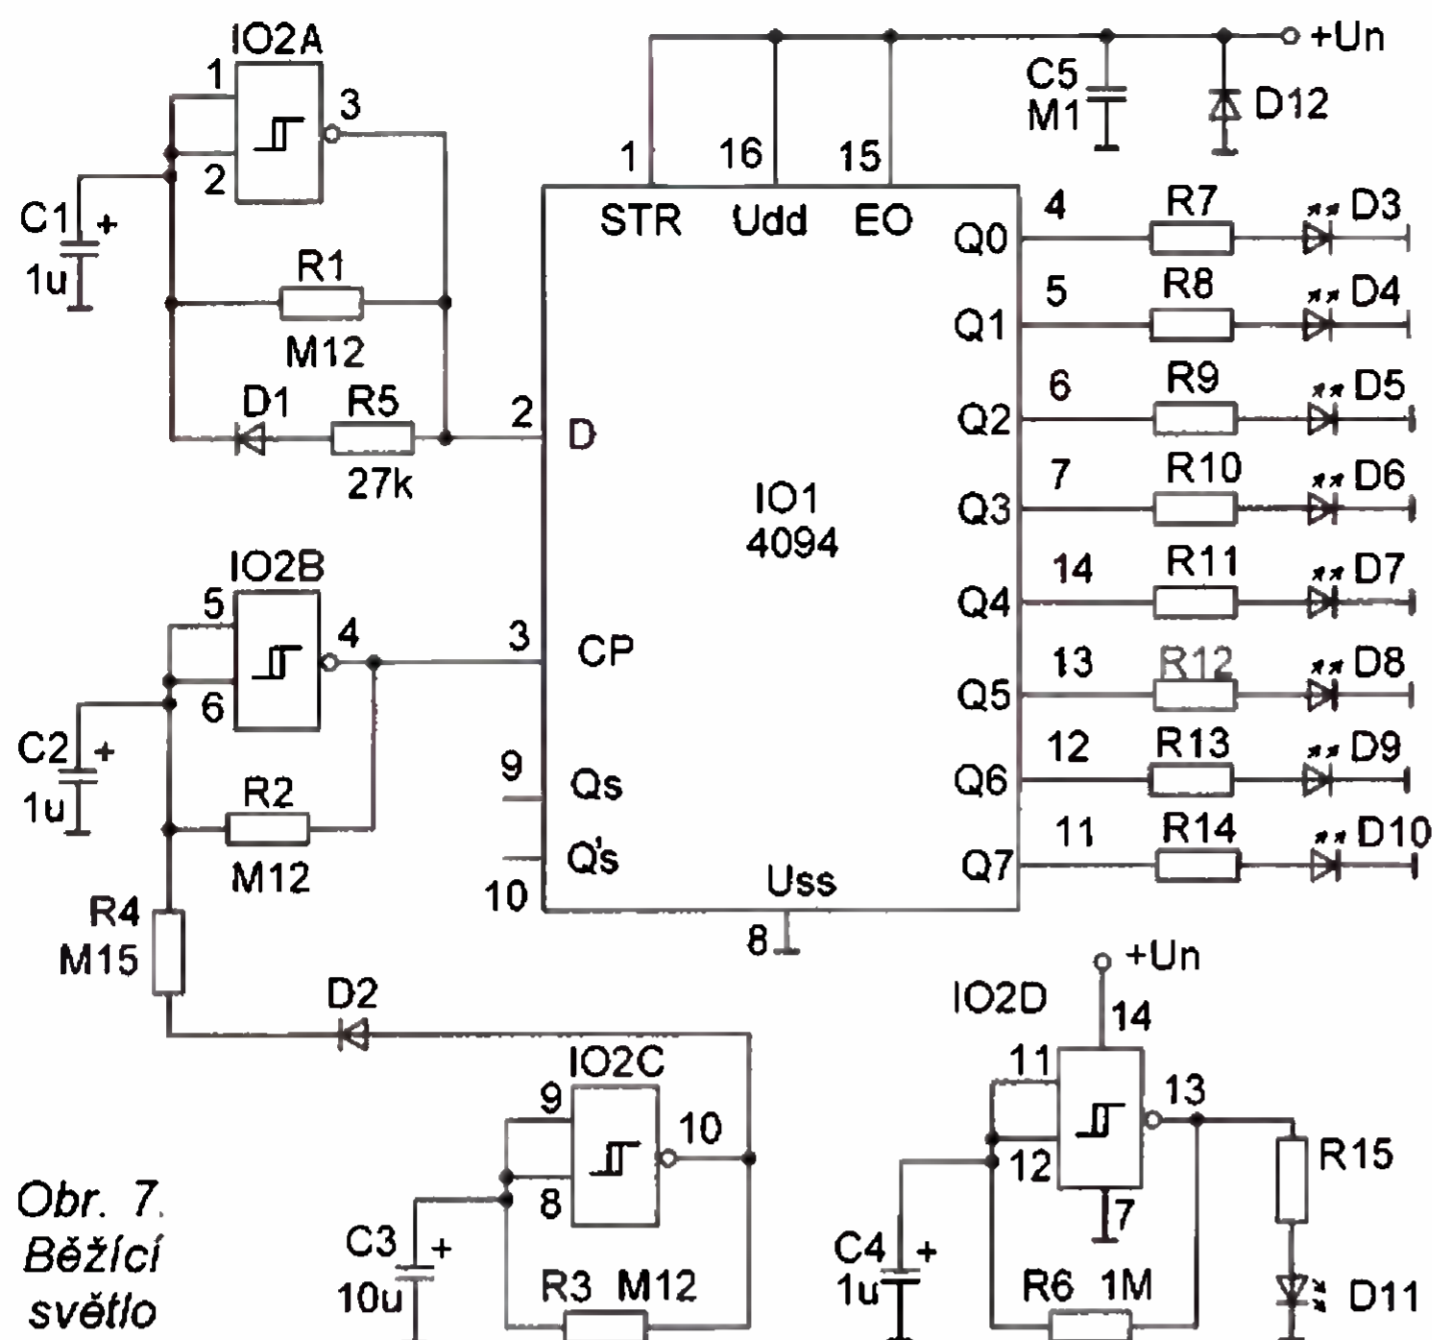 IO2A
1
3
2
C1 +
1u
R1
M12
D1
R5
27k
+Un
C5
M1
D12
1
16
15
STR
Udd
EO
2
D
IO1
4094
3
CP
9
Qs
Q's
10
Uss
8
Q0
4
R7
D3
Q1
5
R8
D4
Q2
6
R9
D5
Q3
7
R10
D6
Q4
14
R11
D7
Q5
13
R12
D8
Q6
12
R13
D9
Q7
11
R14
D10
IO2B
5
4
6
C2 +
1u
R2
M12
R4
M15
D2
IO2C
9
10
8
C3 +
10u
R3 M12
+Un
IO2D
14
11
13
12
7
R15
C4 +
1u
R6 1M
D11
Obr. 7.
Běžící
světlo